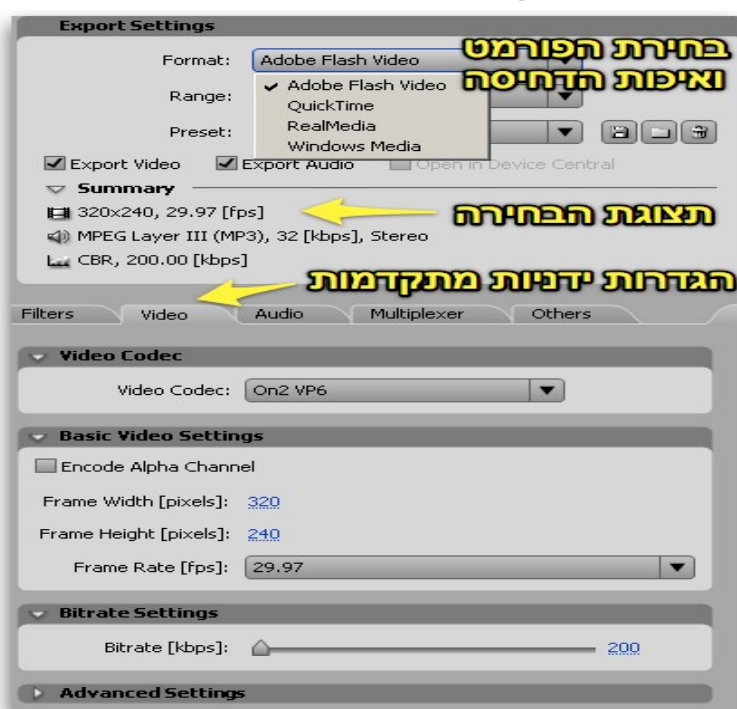 Export Settings
Format: Adobe Flash Video
בחירת הפורמט
ואיכות הדחיסה
Range:
Adobe Flash Video
QuickTime
RealMedia
Windows Media
Preset:
Export Video Export Audio Open in Device Central
Summary
320x240, 29.97 [fps]
תצוגת הבחירה
MPEG Layer III (MP3), 32 [kbps], Stereo
CBR, 200.00 [kbps]
הגדרות ידניות מתקדמות
Filters Video Audio Multiplexer Others
Video Codec
Video Codec: On2 VP6
Basic Video Settings
Encode Alpha Channel
Frame Width [pixels]: 320
Frame Height [pixels]: 240
Frame Rate [fps]: 29.97
Bitrate Settings
Bitrate [kbps]: 200
Advanced Settings